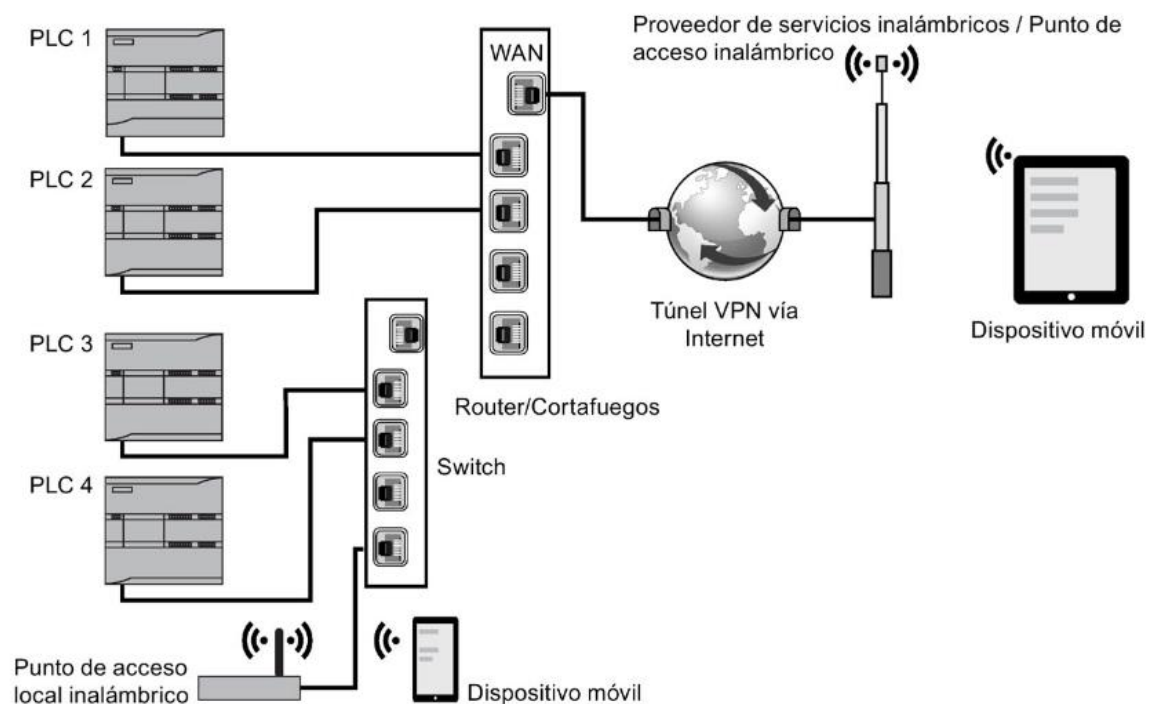 PLC 1
PLC 2
PLC 3
PLC 4
WAN
Proveedor de servicios inalámbricos / Punto de
acceso inalámbrico
Túnel VPN vía
Internet
Dispositivo móvil
Router/Cortafuegos
Switch
Punto de acceso
local inalámbrico
Dispositivo móvil